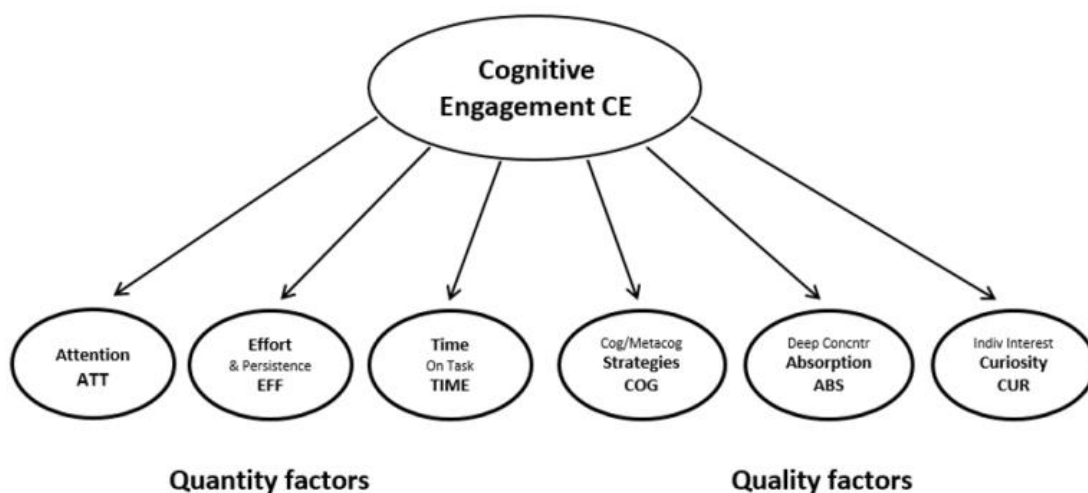 Cognitive
Engagement CE
Attention
ATT
Effort
& Persistence
EFF
Time
On Task
TIME
Cog/Metacog
Strategies
COG
Deep Concntr
Absorption
ABS
Indiv Interest
Curiosity
CUR
Quantity factors
Quality factors